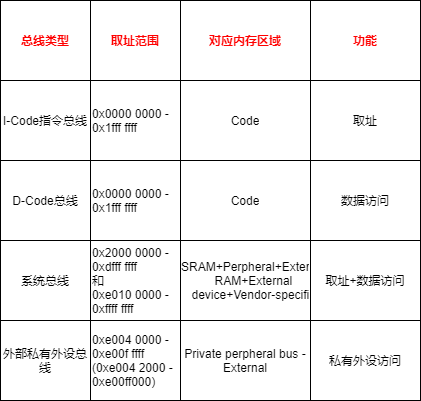 总线类型
取址范围
对应内存区域
功能
I-Code指令总线
0x0000 0000 -
0x1fff ffff
Code
取址
D-Code总线
0x0000 0000 -
0x1fff ffff
Code
数据访问
系统总线
0x2000 0000 -
0xdfff ffff
和
0xe010 0000 -
0xffff ffff
SRAM+Perpheral+Exter
RAM+External
device+Vendor-specifi
取址+数据访问
外部私有外设总
线
0xe004 0000 -
0xe00f ffff
(0xe004 2000 -
0xe00ff000)
Private perpheral bus -
External
私有外设访问